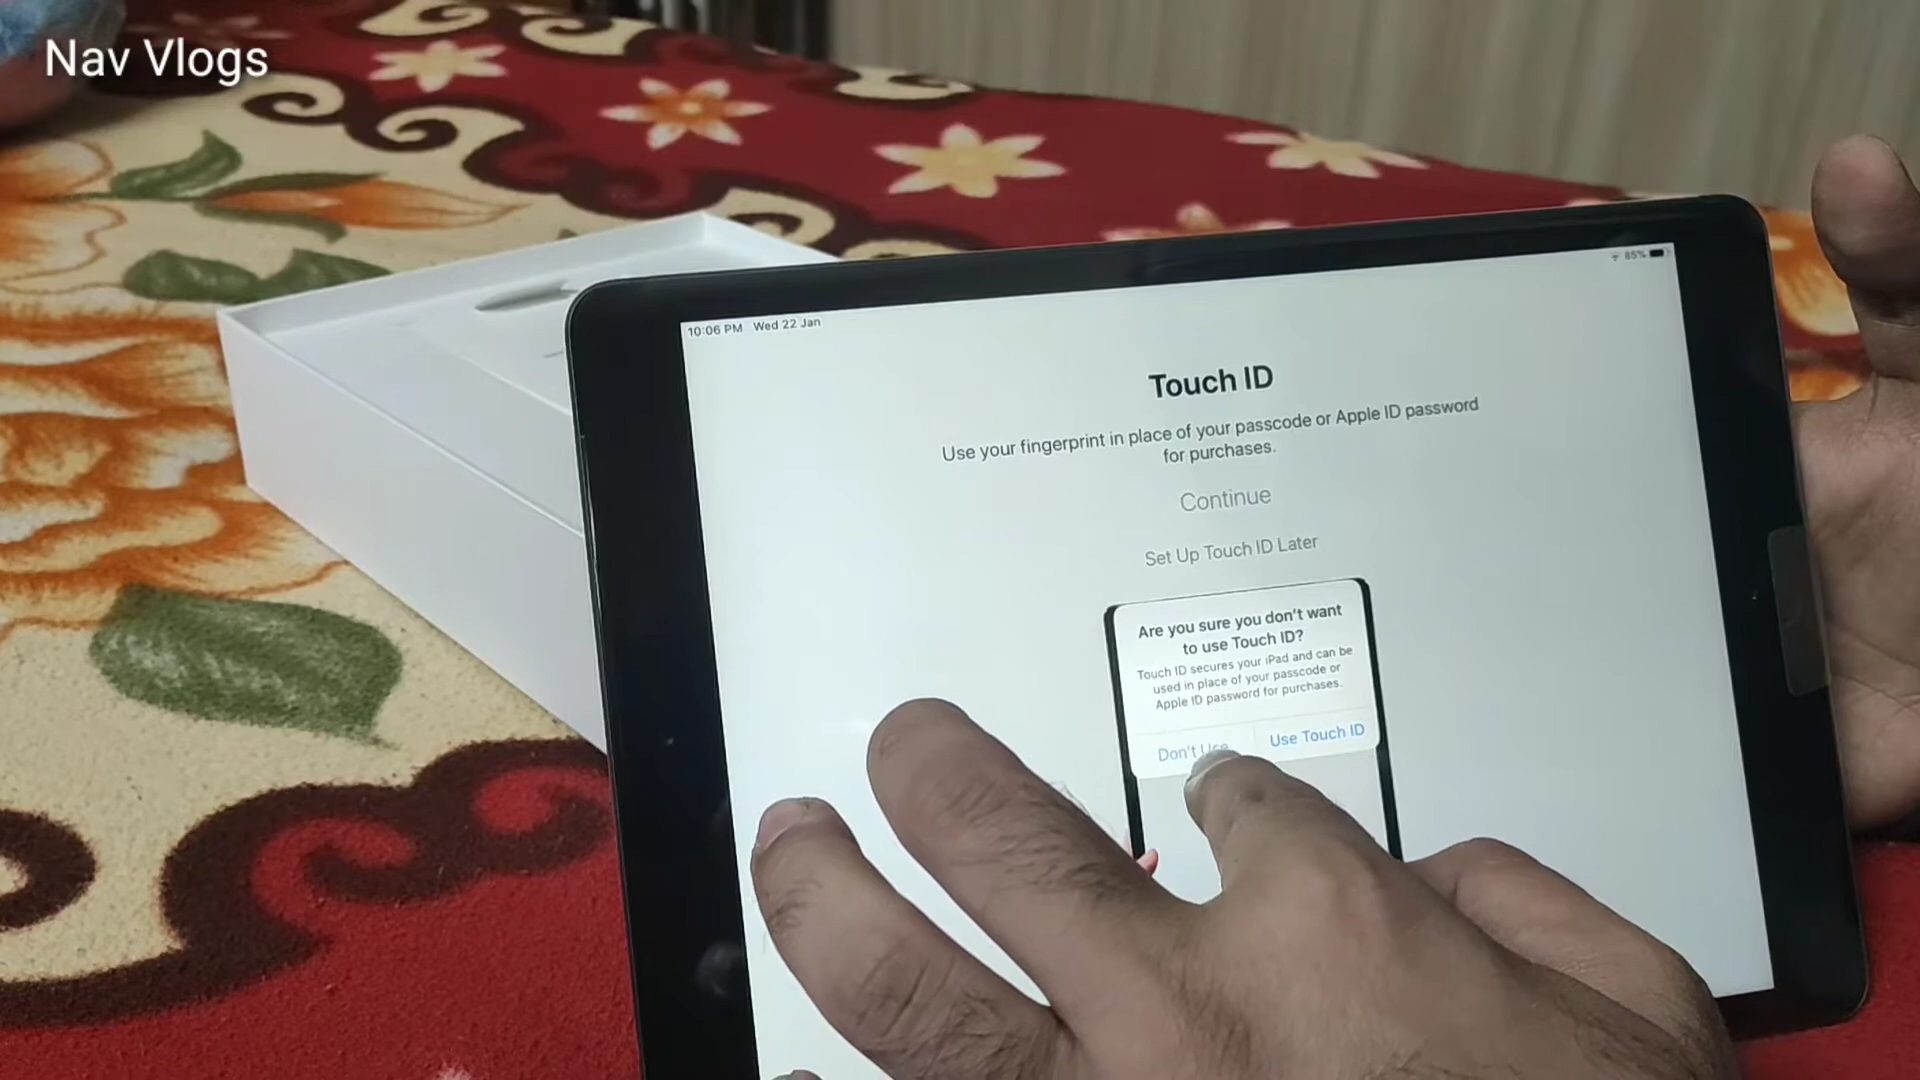 Nav Vlogs
10:06 PM Wed 22 Jan
85%
Touch ID
Use your fingerprint in place of your passcode or Apple ID password
for purchases.
Continue
Set Up Touch ID Later
Are you sure you don't want
to use Touch ID?
Touch ID secures your iPad and can be
used in place of your passcode or
Apple ID password for purchases.
Don't Use
Use Touch ID